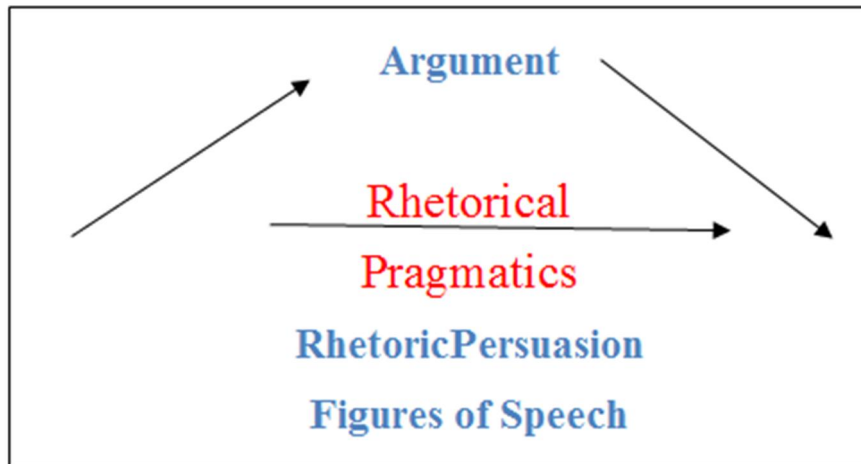 Argument
Rhetorical
Pragmatics
RhetoricPersuasion
Figures of Speech